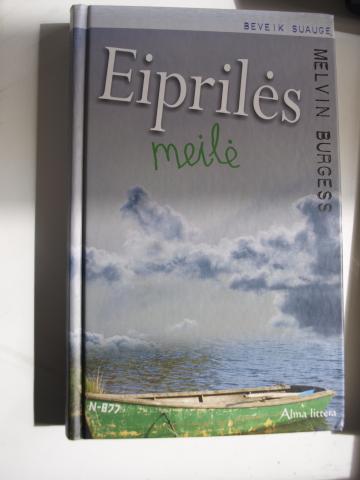 BEVEIK SUAUGĘ
MELVIN BURGESS
Eiprilės
meilė
N-877
Alma littera